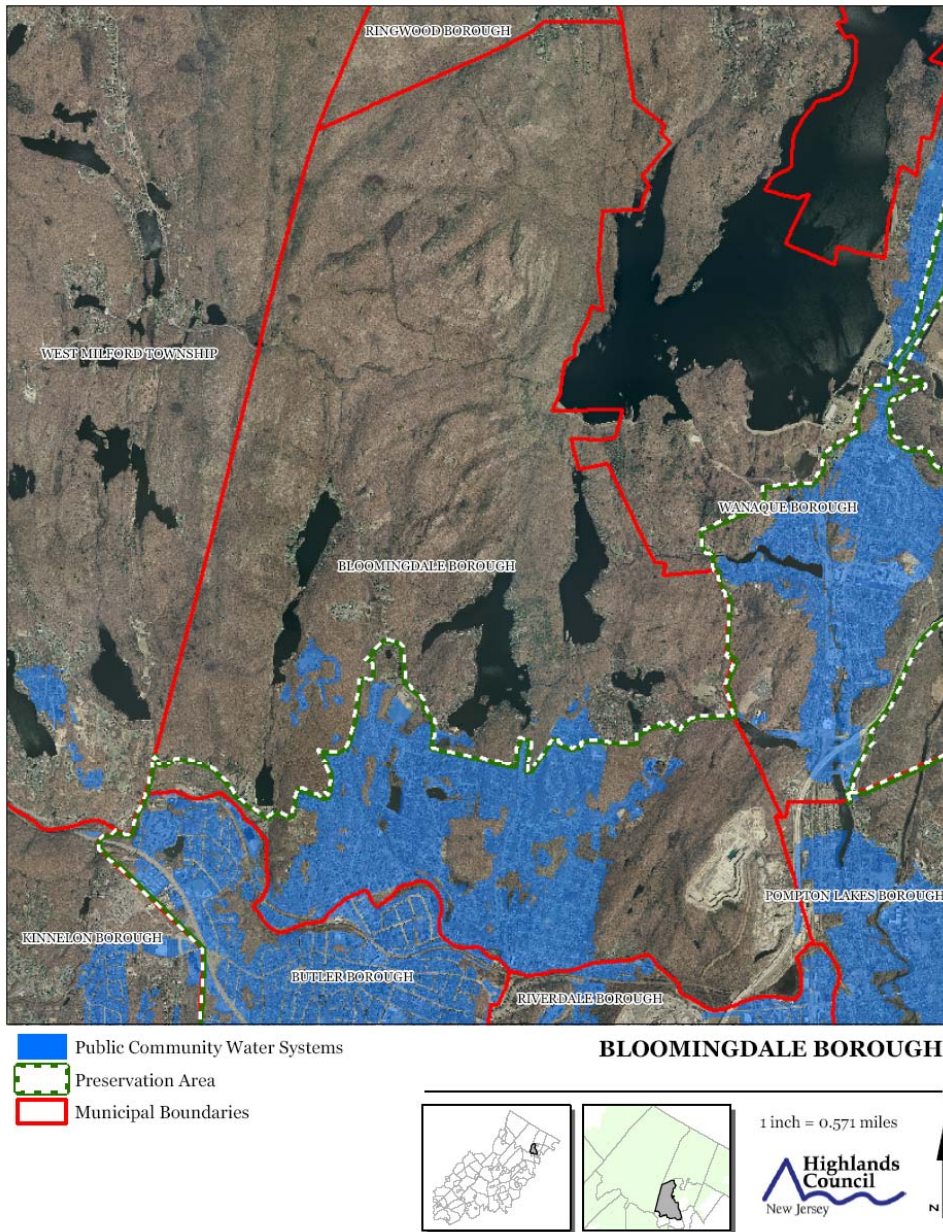 RINGWOOD BOROUGH
WEST MILFORD TOWNSHIP
WANAQUE BOROUGH
BLOOMINGDALE BOROUGH
POMPTON LAKES BOROUGH
KINNELON BOROUGH
BUTLER BOROUGH
RIVERDALE BOROUGH
Public Community Water Systems
Preservation Area
Municipal Boundaries
BLOOMINGDALE BOROUGH
1 inch = 0.571 miles
Highlands
Council
New Jersey
N